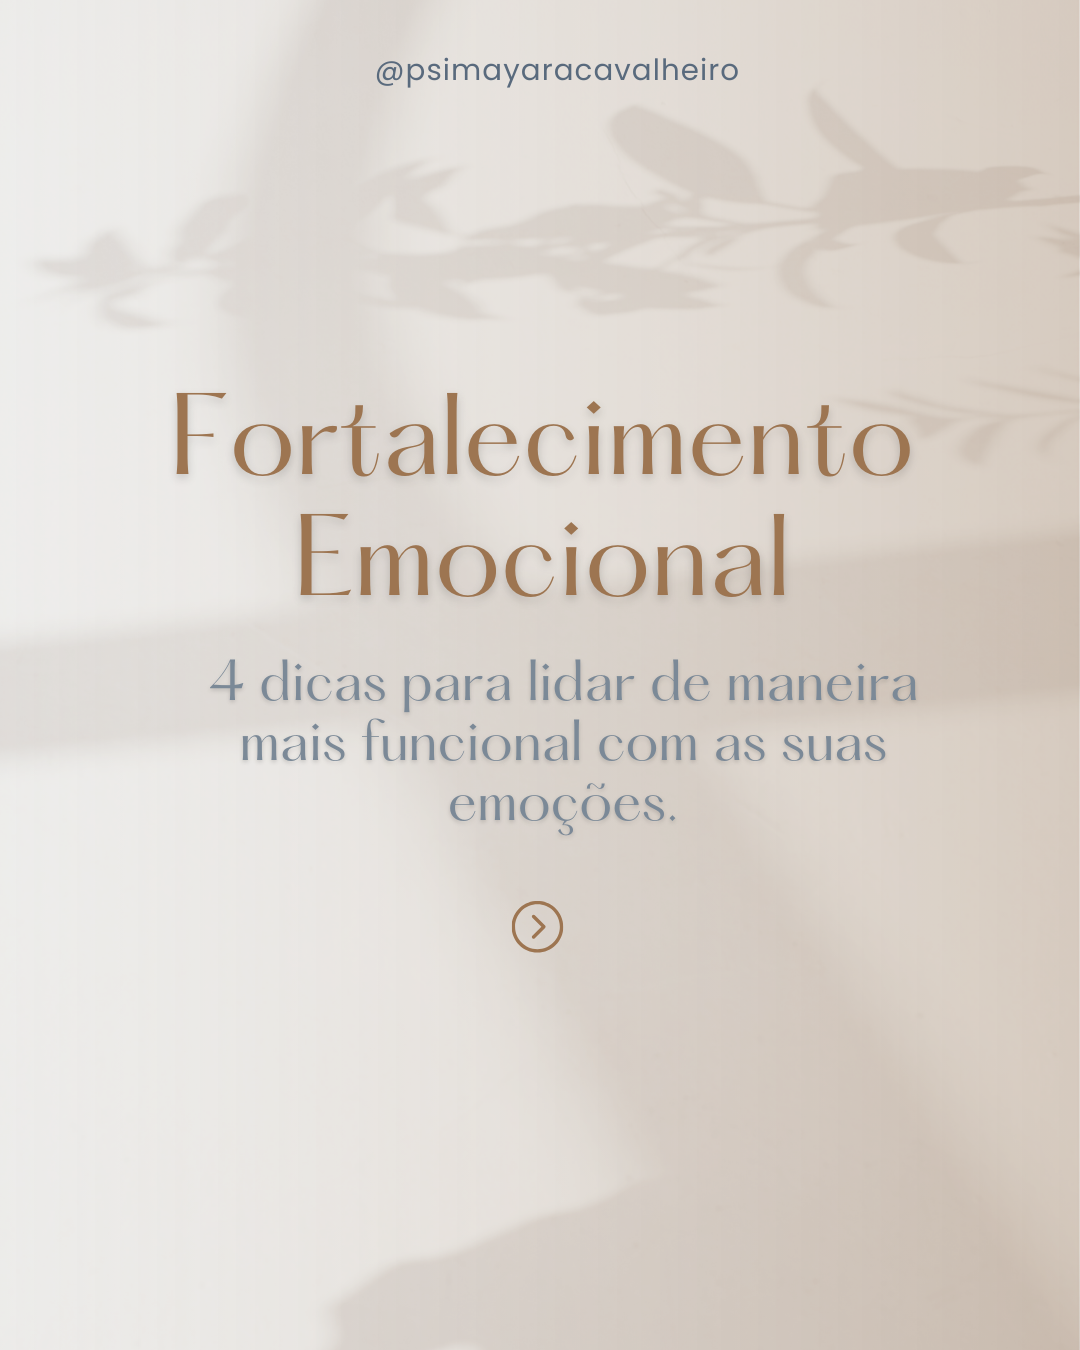 @psimayaracavalheiro
Fortalecimento
Emocional
4 dicas para lidar de maneira
mais funcional com as suas
emoções.